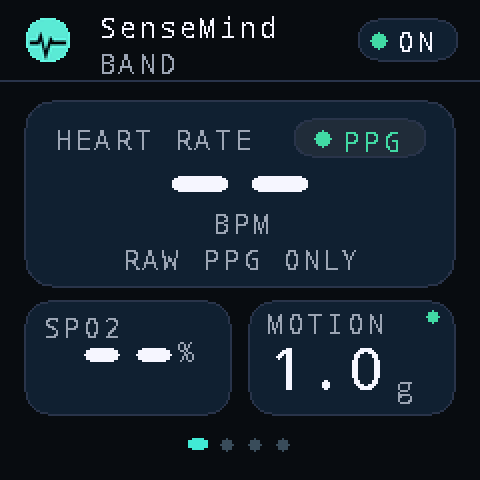 SenseMind
BAND
ON
HEART RATE
PPG
-- 
BPM
RAW PPG ONLY
SPO2
-- %
MOTION
1.0 g